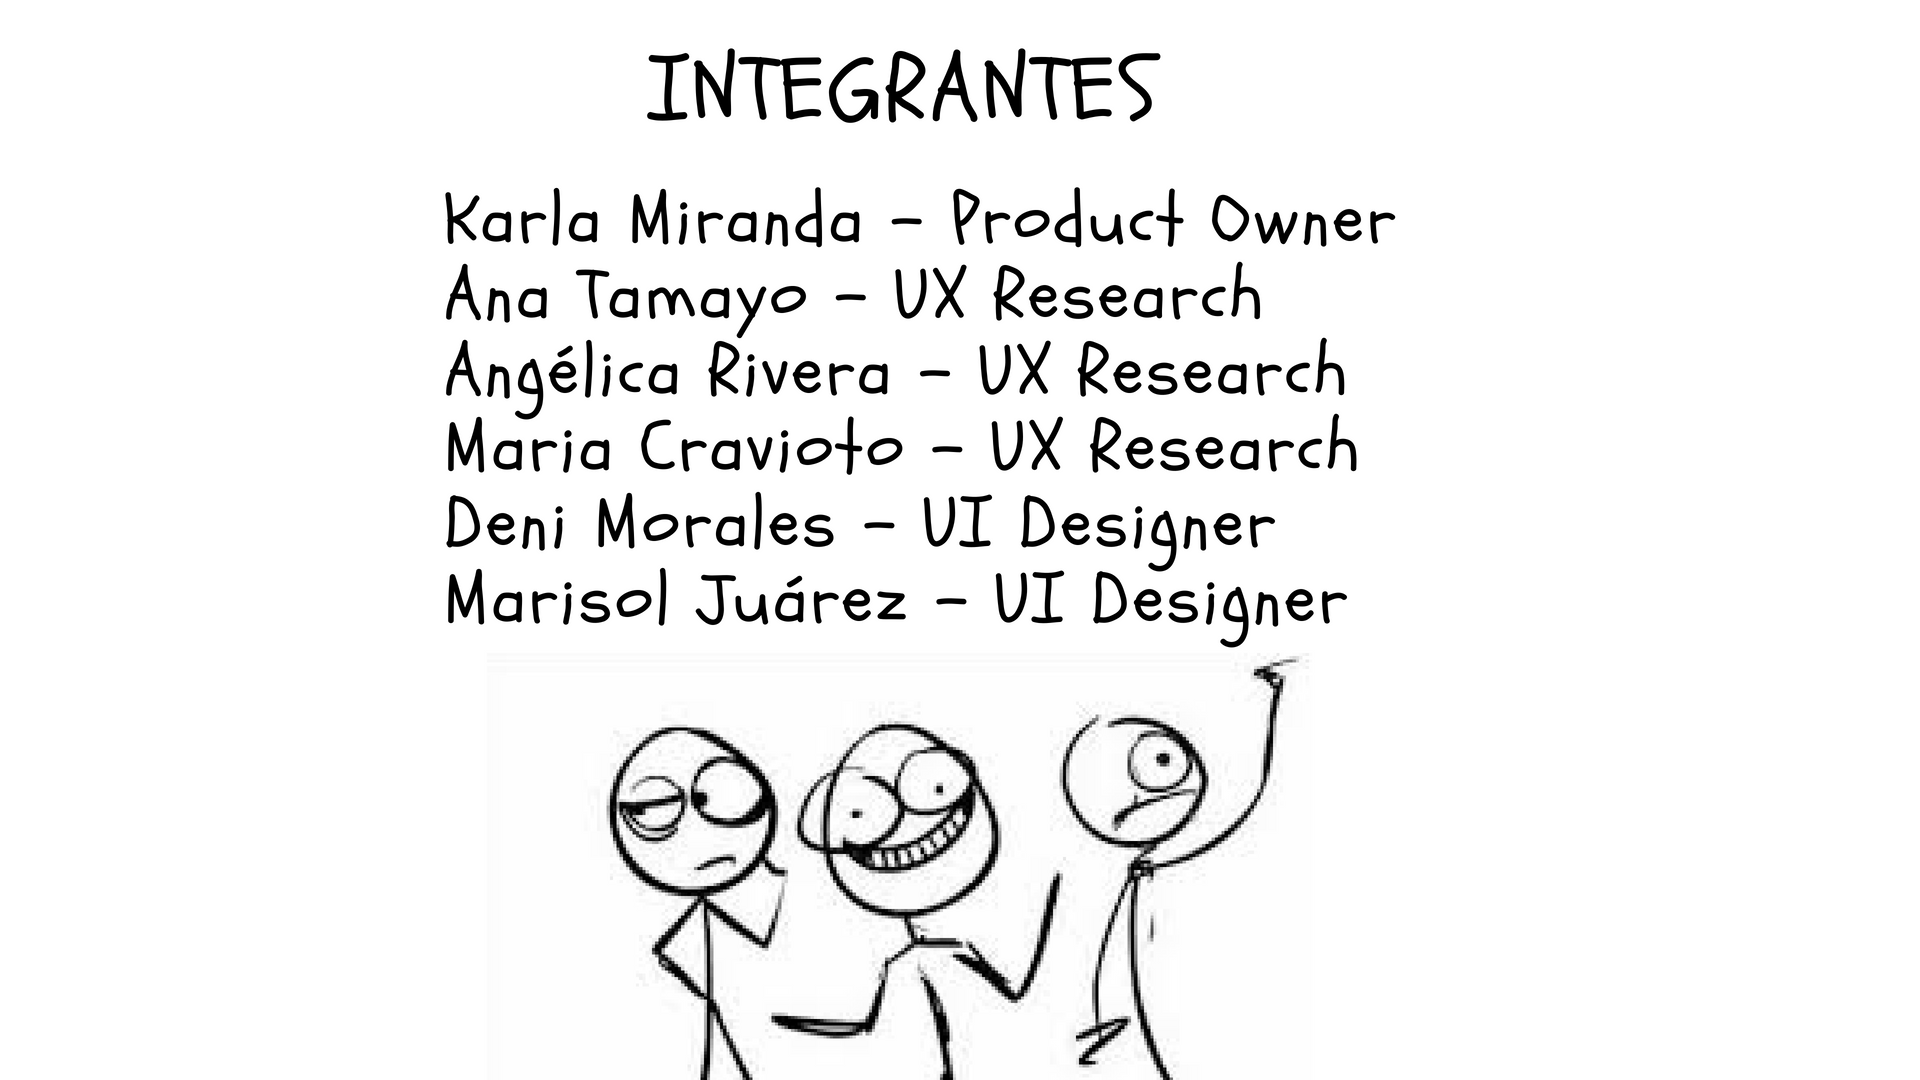 INTEGRANTES
Karla Miranda - Product Owner
Ana Tamayo - UX Research
Angélica Rivera - UX Research
Maria Cravioto - UX Research
Deni Morales - UI Designer
Marisol Juárez - UI Designer